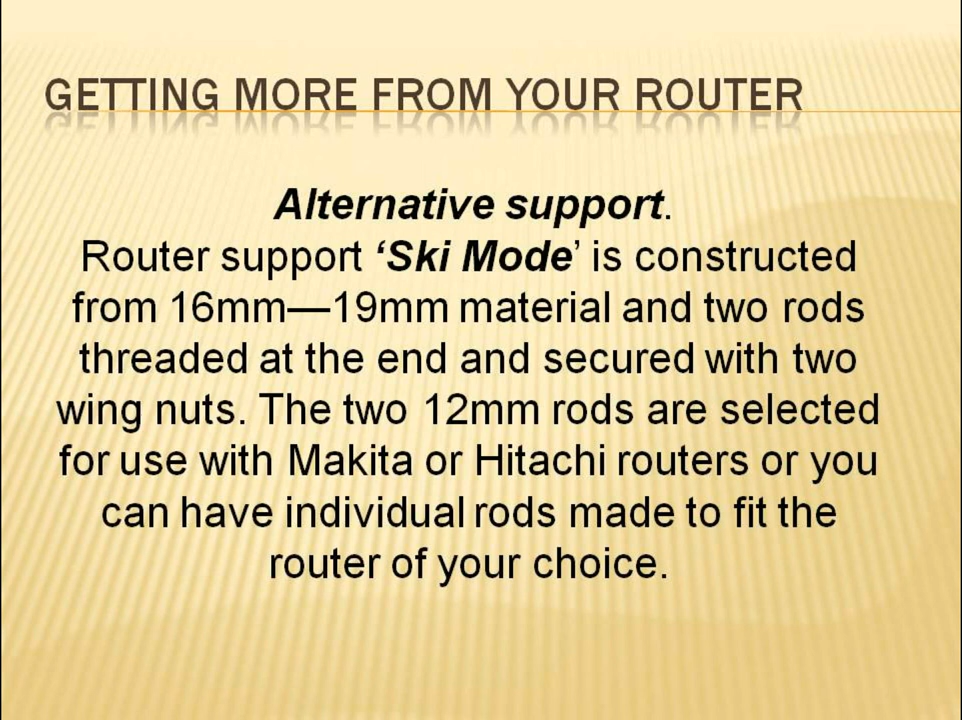 GETTING MORE FROM YOUR ROUTER
Alternative support.
Router support ‘Ski Mode’ is constructed
from 16mm—19mm material and two rods
threaded at the end and secured with two
wing nuts. The two 12mm rods are selected
for use with Makita or Hitachi routers or you
can have individual rods made to fit the
router of your choice.